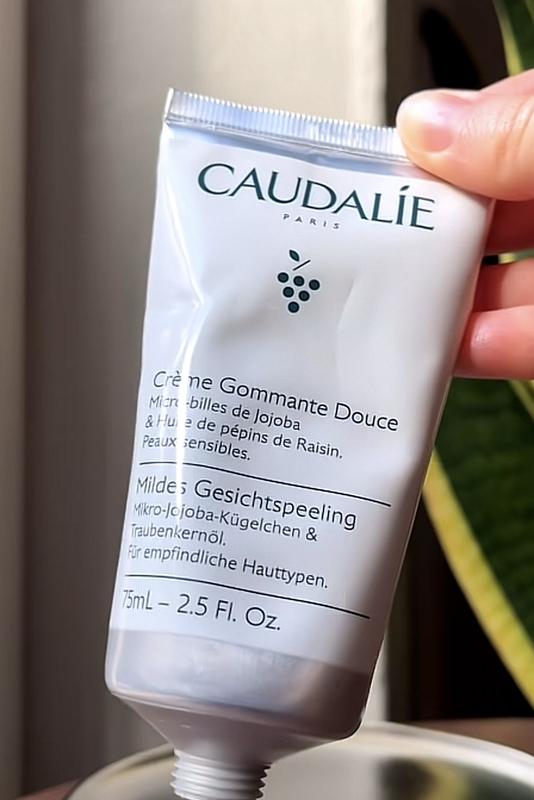 CAUDALÍE
PARIS
Crème Gommante Douce
Micro-billes de Jojoba
& Huile de pépins de Raisin.
Peaux sensibles.
Mildes Gesichtspeeling
Mikro-Jojoba-Kügelchen &
Traubenkernöl.
Für empfindliche Hauttypen.
75mL – 2.5 Fl. Oz.